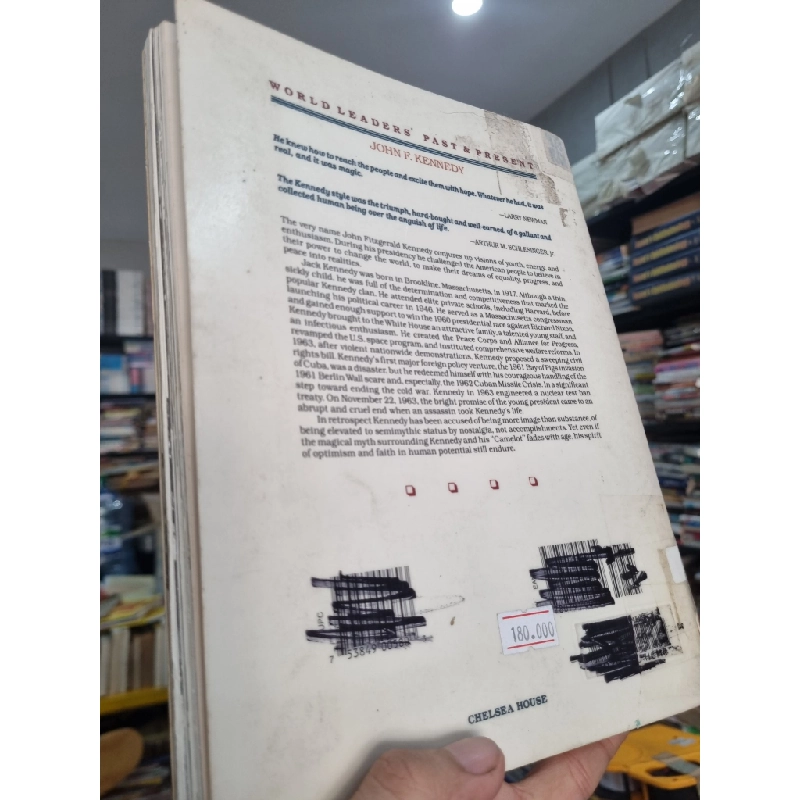 WORLD LEADERS PAST & PRESENT
JOHN F. KENNEDY
He knew how to reach the people and excite them with hope. Whatever he had, it was
real, and it was magic.
—LARRY NEWMAN
The Kennedy style was the triumph, hard-bought and well-earned, of a gallant and
collected human being over the anguish of life.
—ARTHUR M. SCHLESINGER, Jr.
The very name John Fitzgerald Kennedy conjures up visions of youth, energy, and
enthusiasm. During his presidency he challenged the American people to believe in
their power to change the world, to make their dreams of equality, progress, and
peace into realities.
Jack Kennedy was born in Brookline, Massachusetts, in 1917. Although a thin,
sickly child, he was full of the determination and competitiveness that marked the
popular Kennedy clan. He attended elite private schools, including Harvard, before
launching his political career in 1946. He served as a Massachusetts congressman
and gained enough support to win the 1960 presidential race against Richard Nixon.
Kennedy brought to the White House an attractive family, a talented young staff, and
an infectious enthusiasm. He created the Peace Corps and Alliance for Progress,
revamped the U.S. space program, and instituted comprehensive welfare reforms. In
1963, after violent nationwide demonstrations, Kennedy proposed a sweeping civil
rights bill. Kennedy's first major foreign policy venture, the 1961 Bay of Pigs invasion
of Cuba, was a disaster, but he redeemed himself with his courageous handling of the
1961 Berlin Wall scare and, especially, the 1962 Cuban Missile Crisis. In a significant
step toward ending the cold war, Kennedy in 1963 engineered a nuclear test ban
treaty. On November 22, 1963, the bright promise of the young president came to an
abrupt and cruel end when an assassin took Kennedy's life.
In retrospect Kennedy has been accused of being more image than substance, of
being elevated to semimythic status by nostalgia, not accomplishments. Yet even if
the magical myth surrounding Kennedy and his "Camelot" fades with age, his spirit
of optimism and faith in human potential still endure.
180.000
7 53849
CHELSEA HOUSE